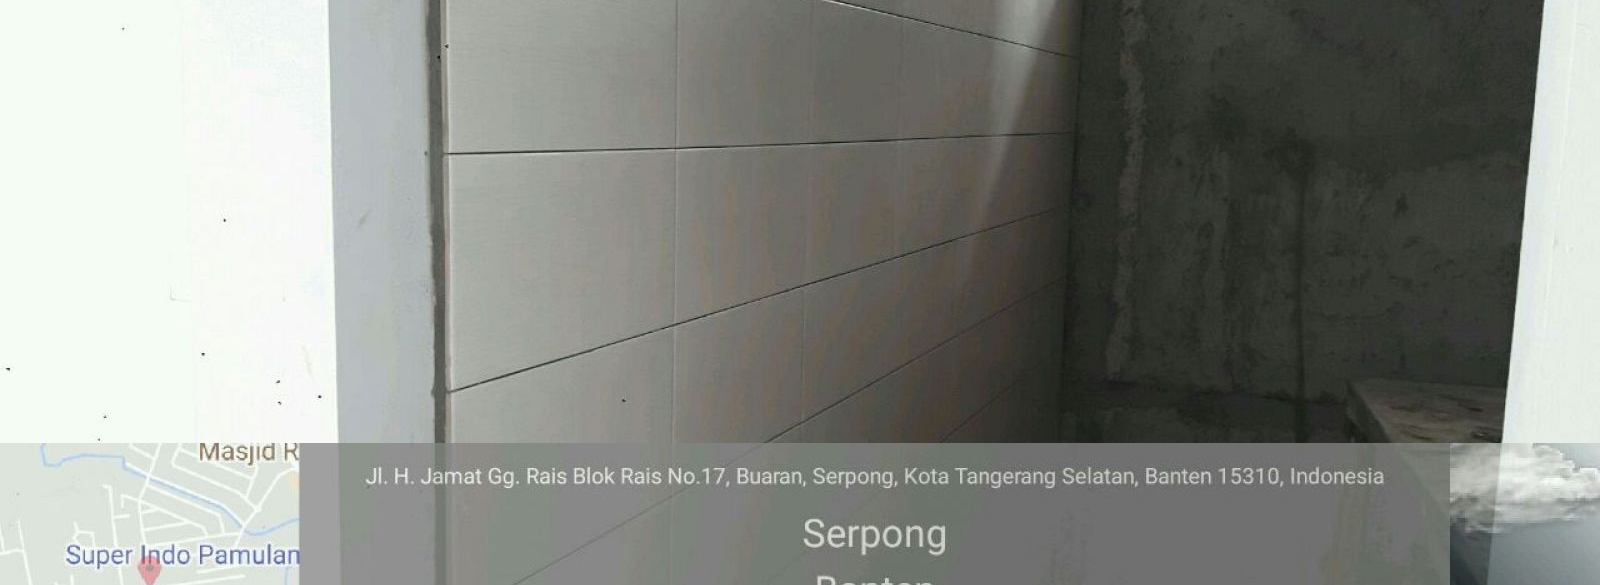 Masjid R
Jl. H. Jamat Gg. Rais Blok Rais No.17, Buaran, Serpong, Kota Tangerang Selatan, Banten 15310, Indonesia
Serpong
Super Indo Pamulan
Banten